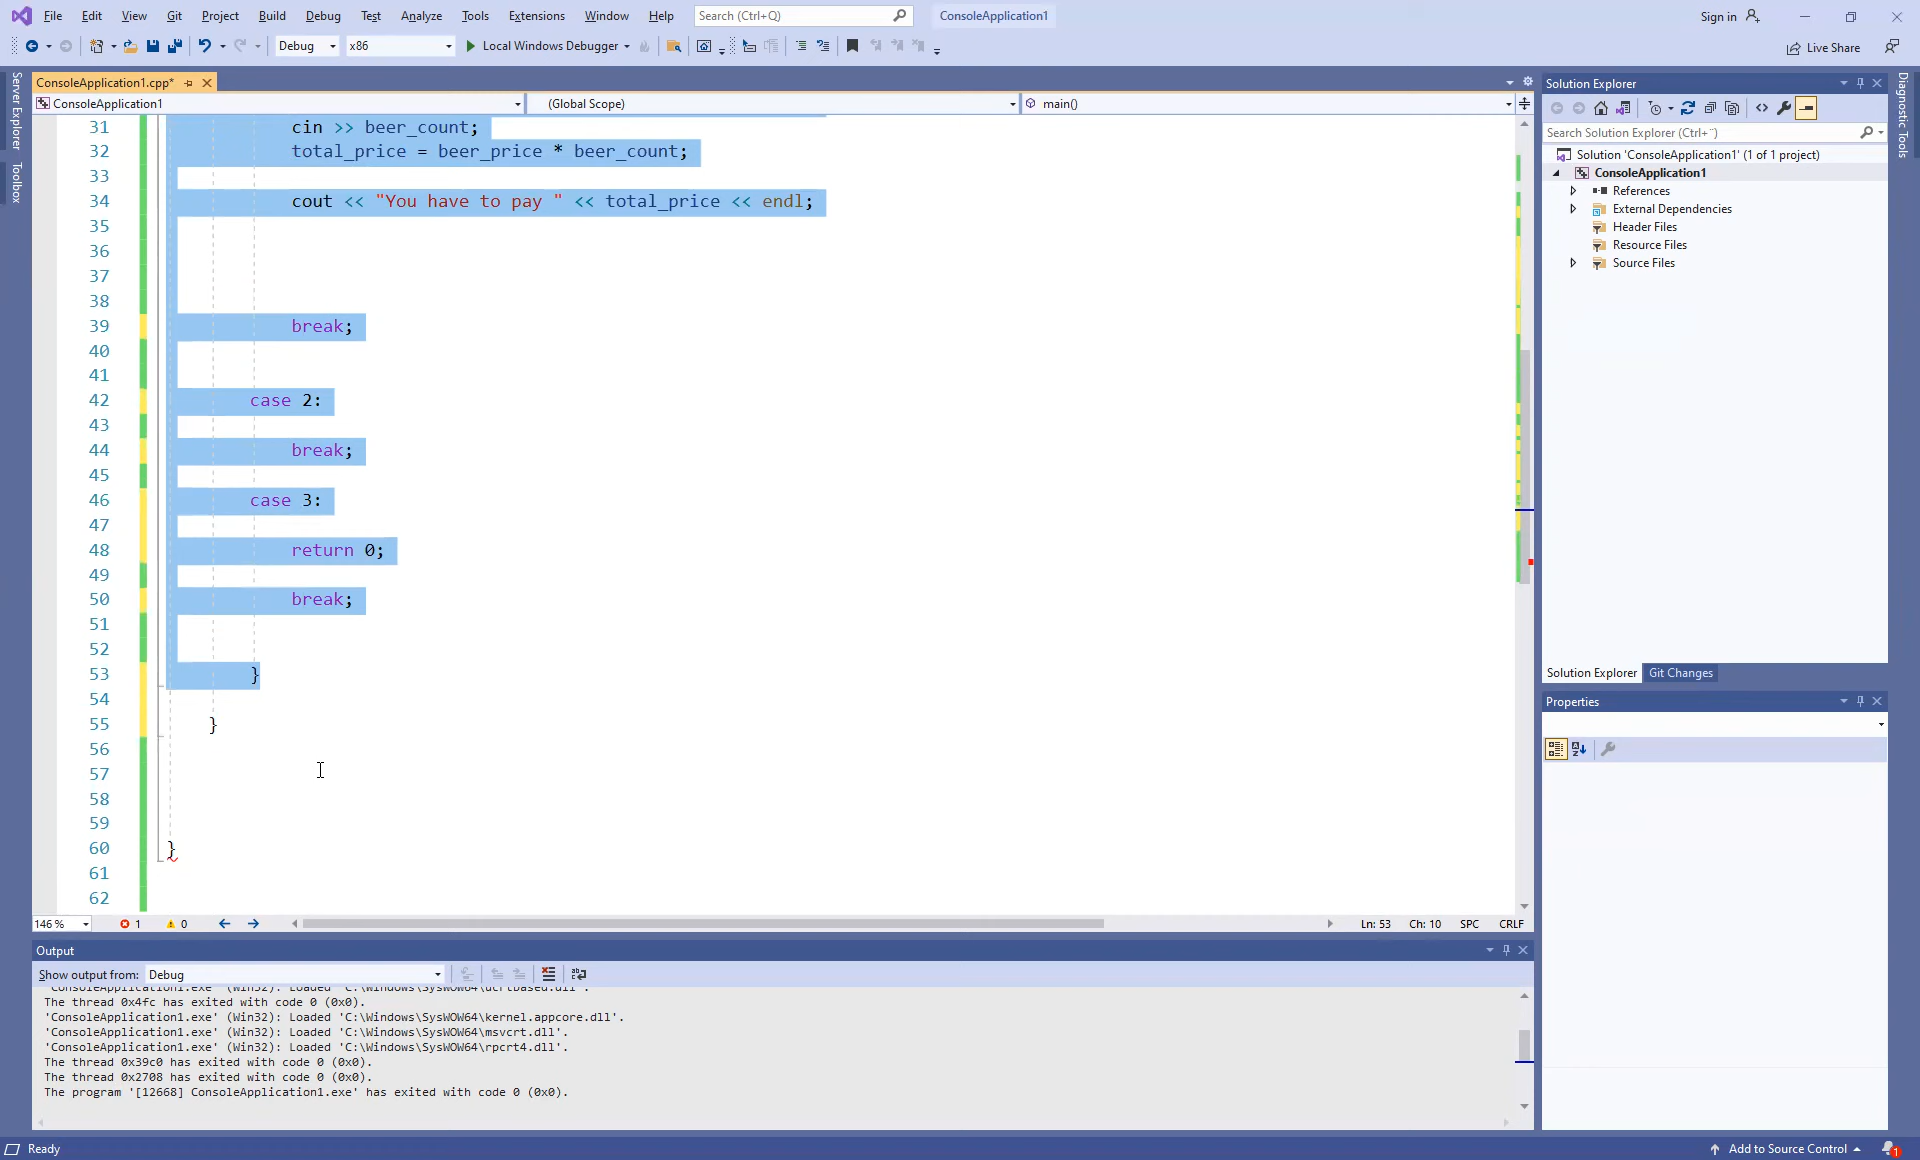 File Edit View Git Project Build Debug Test Analyze Tools Extensions Window Help Search (Ctrl+Q) ConsoleApplication1 Sign in
Debug x86 Local Windows Debugger Live Share
Server Explorer
Toolbox
ConsoleApplication1.cpp*
ConsoleApplication1 (Global Scope) main()
31 cin >> beer_count;
32 total_price = beer_price * beer_count;
33
34 cout << "You have to pay " << total_price << endl;
35
36
37
38
39 break;
40
41
42 case 2:
43
44 break;
45
46 case 3:
47
48 return 0;
49
50 break;
51
52
53 }
54
55 }
56
57
58
59
60 }
61
62
146 % 1 0 Ln: 53 Ch: 10 SPC CRLF
Output
Show output from: Debug
'ConsoleApplication1.exe' (Win32): Loaded 'C:\Windows\SysWOW64\ucrtbased.dll'.
The thread 0x4fc has exited with code 0 (0x0).
'ConsoleApplication1.exe' (Win32): Loaded 'C:\Windows\SysWOW64\kernel.appcore.dll'.
'ConsoleApplication1.exe' (Win32): Loaded 'C:\Windows\SysWOW64\msvcrt.dll'.
'ConsoleApplication1.exe' (Win32): Loaded 'C:\Windows\SysWOW64\rpcrt4.dll'.
The thread 0x39c0 has exited with code 0 (0x0).
The thread 0x2708 has exited with code 0 (0x0).
The program '[12668] ConsoleApplication1.exe' has exited with code 0 (0x0).
Solution Explorer
Search Solution Explorer (Ctrl+¨)
Solution 'ConsoleApplication1' (1 of 1 project)
ConsoleApplication1
References
External Dependencies
Header Files
Resource Files
Source Files
Solution Explorer Git Changes
Properties
Diagnostic Tools
Ready Add to Source Control 1